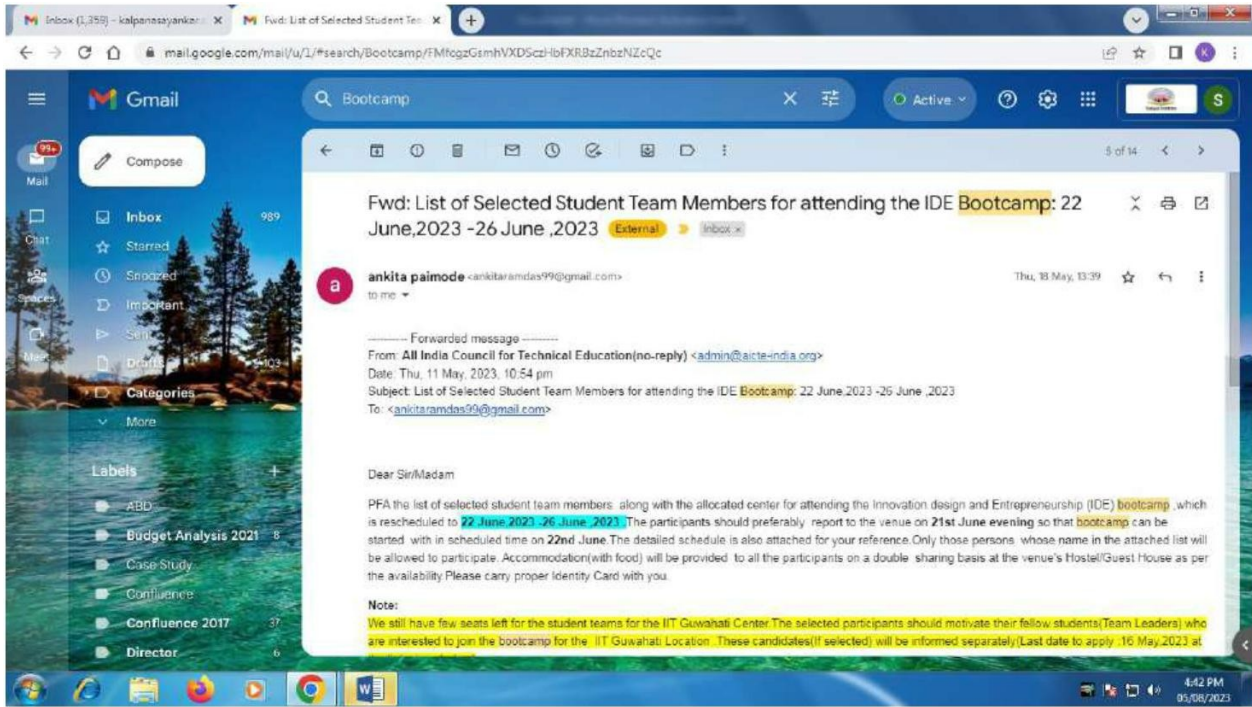 Inbox (1,359) - kalpanasayankar
Fwd: List of Selected Student Tea
mail.google.com/mail/u/1/#search/Bootcamp/
Gmail
Bootcamp
Active
S
K
99+
Mail
Compose
5 of 14
Chat
Spaces
Meet
Inbox 989
Starred
Snoozed
Important
Sent
Drafts
Categories
More
Labels
ABD
Budget Analysis 2021 8
Case Study
Confluence
Confluence 2017 37
Director 6
Fwd: List of Selected Student Team Members for attending the IDE Bootcamp: 22
June,2023 -26 June ,2023 External Inbox x
a
ankita paimode <ankitaramdas99@gmail.com>
Thu, 18 May, 13:39
to me
---------- Forwarded message ---------
From: All India Council for Technical Education(no-reply) <admin@aicte-india.org>
Date: Thu, 11 May, 2023, 10:54 pm
Subject: List of Selected Student Team Members for attending the IDE Bootcamp: 22 June,2023 -26 June ,2023
To: <ankitaramdas99@gmail.com>
Dear Sir/Madam
PFA the list of selected student team members along with the allocated center for attending the Innovation design and Entrepreneurship (IDE) bootcamp ,which
is rescheduled to 22 June,2023 -26 June ,2023 .The participants should preferably report to the venue on 21st June evening so that bootcamp can be
started with in scheduled time on 22nd June.The detailed schedule is also attached for your reference.Only those persons whose name in the attached list will
be allowed to participate. Accommodation(with food) will be provided to all the participants on a double sharing basis at the venue's Hostel/Guest House as per
the availability.Please carry proper Identity Card with you.
Note:
We still have few seats left for the student teams for the IIT Guwahati Center.The selected participants should motivate their fellow students(Team Leaders) who
are interested to join the bootcamp for the IIT Guwahati Location .These candidates(If selected) will be informed separately(Last date to apply :16 May,2023 at
4:42 PM
05/08/2023